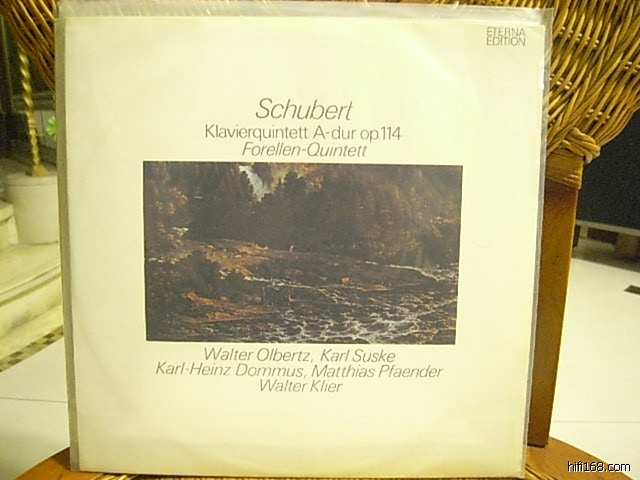 ETERNA
EDITION
Schubert
Klavierquintett A-dur op.114
Forellen-Quintett
Walter Olbertz, Karl Suske
Karl-Heinz Dommus, Matthias Pfaender
Walter Klier
hifi168.com